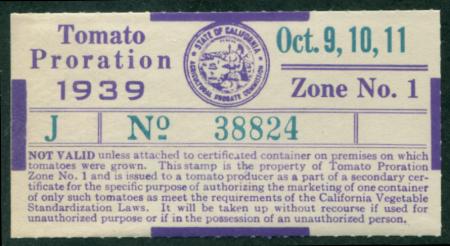 Tomato
Proration
1939
STATE OF CALIFORNIA
AGRICULTURAL PRORATE COMMISSION
Oct. 9, 10, 11
Zone No. 1
J No 38824
NOT VALID unless attached to certificated container on premises on which
tomatoes were grown. This stamp is the property of Tomato Proration
Zone No. 1 and is issued to a tomato producer as a part of a secondary cer-
tificate for the specific purpose of authorizing the marketing of one container
of only such tomatoes as meet the requirements of the California Vegetable
Standardization Laws. It will be taken up without recourse if used for
unauthorized purpose or if in the possession of an unauthorized person.